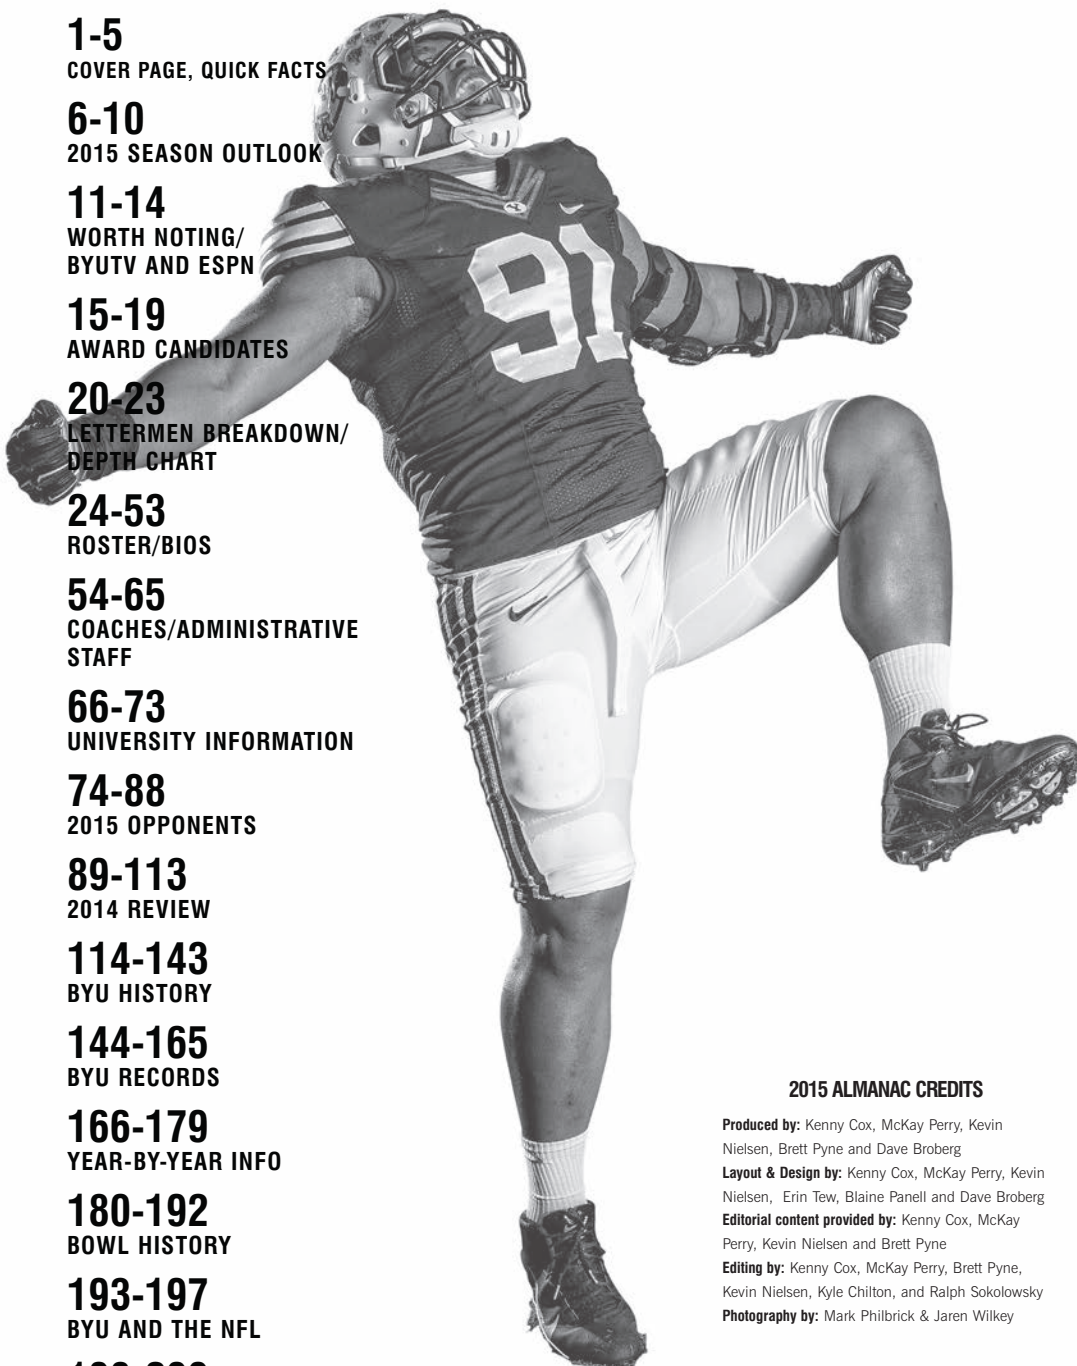 1-5
COVER PAGE, QUICK FACTS
6-10
2015 SEASON OUTLOOK
11-14
WORTH NOTING/
BYUTV AND ESPN
15-19
AWARD CANDIDATES
20-23
LETTERMEN BREAKDOWN/
DEPTH CHART
24-53
ROSTER/BIOS
54-65
COACHES/ADMINISTRATIVE
STAFF
66-73
UNIVERSITY INFORMATION
74-88
2015 OPPONENTS
89-113
2014 REVIEW
114-143
BYU HISTORY
144-165
BYU RECORDS
166-179
YEAR-BY-YEAR INFO
180-192
BOWL HISTORY
193-197
BYU AND THE NFL
91
2015 ALMANAC CREDITS
Produced by: Kenny Cox, McKay Perry, Kevin
Nielsen, Brett Pyne and Dave Broberg
Layout & Design by: Kenny Cox, McKay Perry, Kevin
Nielsen, Erin Tew, Blaine Panell and Dave Broberg
Editorial content provided by: Kenny Cox, McKay
Perry, Kevin Nielsen and Brett Pyne
Editing by: Kenny Cox, McKay Perry, Brett Pyne,
Kevin Nielsen, Kyle Chilton, and Ralph Sokolowsky
Photography by: Mark Philbrick & Jaren Wilkey